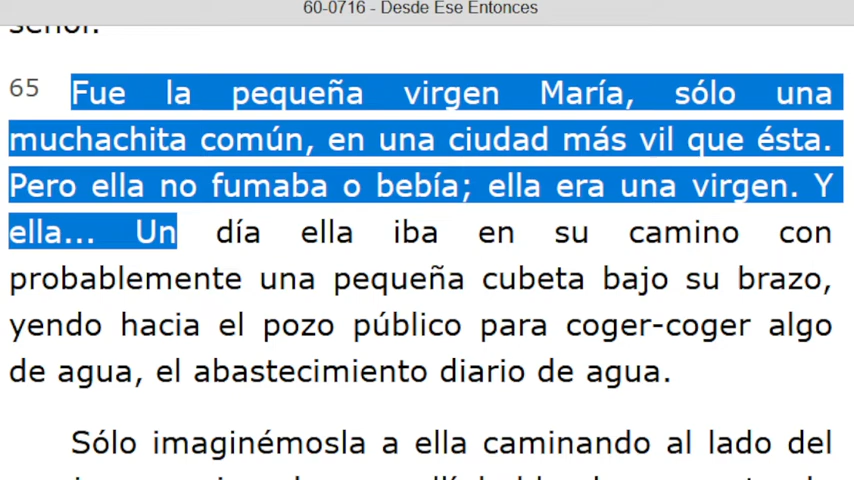 60-0716 - Desde Ese Entonces
señor.
65 Fue la pequeña virgen María, sólo una
muchachita común, en una ciudad más vil que ésta.
Pero ella no fumaba o bebía; ella era una virgen. Y
ella... Un día ella iba en su camino con
probablemente una pequeña cubeta bajo su brazo,
yendo hacia el pozo público para coger-coger algo
de agua, el abastecimiento diario de agua.
Sólo imaginémosla a ella caminando al lado del